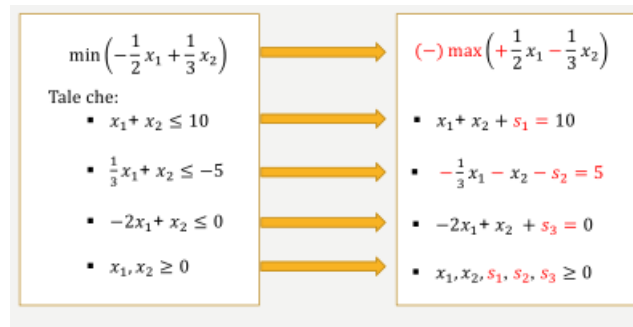 min(−1/2 x₁ + 1/3 x₂)
Tale che:
▪ x₁+ x₂ ≤ 10
▪ 1/3 x₁+ x₂ ≤ −5
▪ −2x₁+ x₂ ≤ 0
▪ x₁, x₂ ≥ 0
(−) max(+1/2 x₁ − 1/3 x₂)
▪ x₁+ x₂ + s₁ = 10
▪ −1/3 x₁ − x₂ − s₂ = 5
▪ −2x₁+ x₂ + s₃ = 0
▪ x₁, x₂, s₁, s₂, s₃ ≥ 0